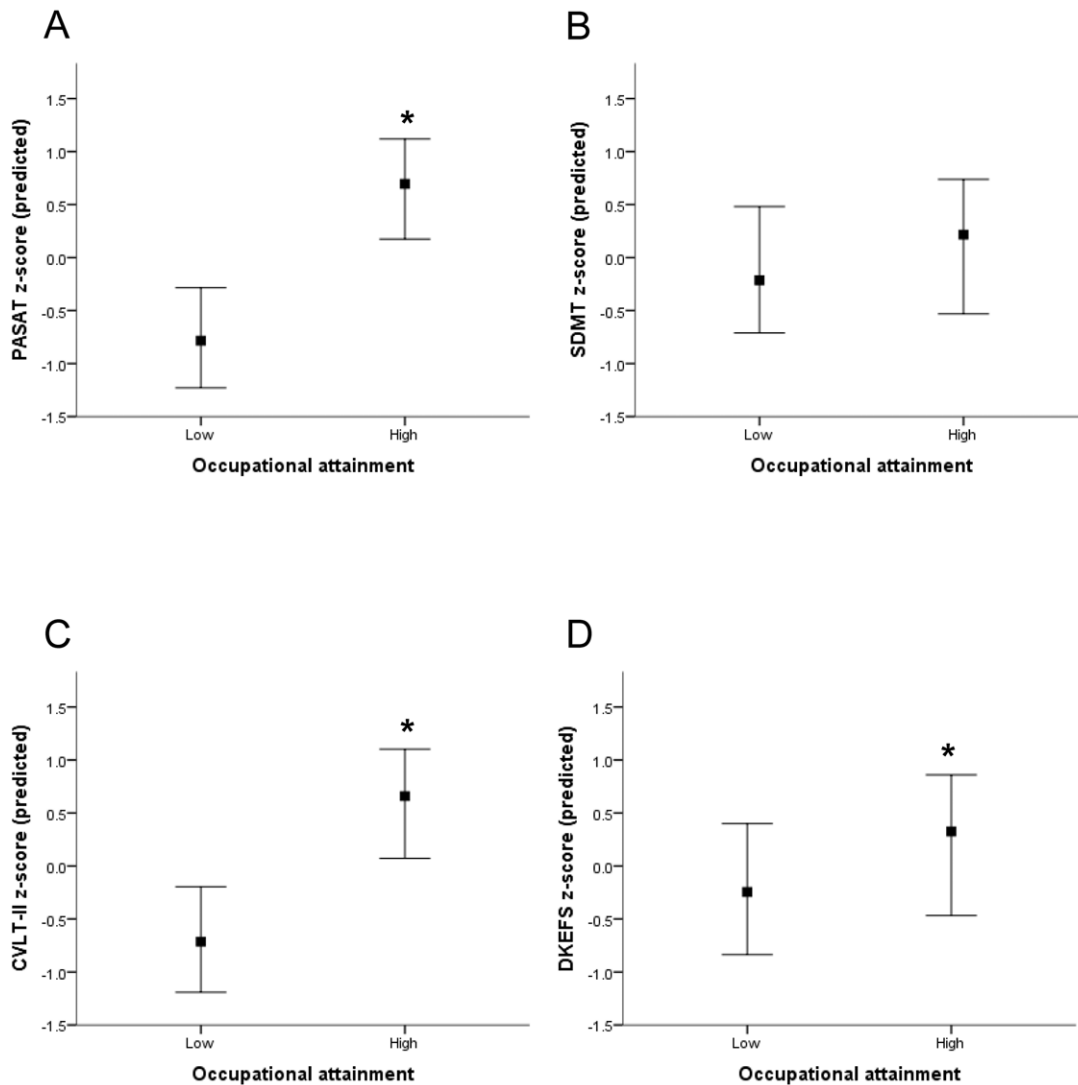 A
PASAT z-score (predicted)
1.5
1.0
0.5
0.0
-0.5
-1.0
-1.5
*
Low
High
Occupational attainment
B
SDMT z-score (predicted)
1.5
1.0
0.5
0.0
-0.5
-1.0
-1.5
Low
High
Occupational attainment
C
CVLT-II z-score (predicted)
1.5
1.0
0.5
0.0
-0.5
-1.0
-1.5
*
Low
High
Occupational attainment
D
DKEFS z-score (predicted)
1.5
1.0
0.5
0.0
-0.5
-1.0
-1.5
*
Low
High
Occupational attainment